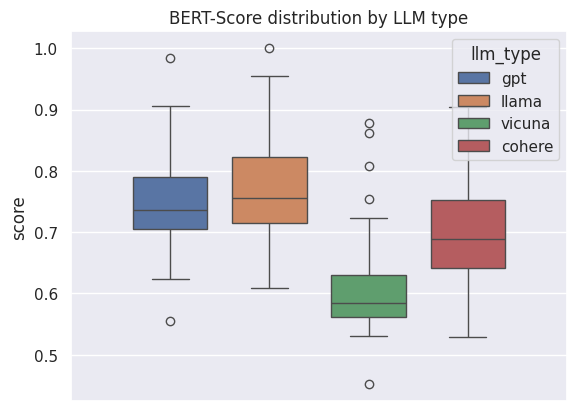 BERT-Score distribution by LLM type
llm_type
gpt
llama
vicuna
cohere
score
1.0
0.9
0.8
0.7
0.6
0.5